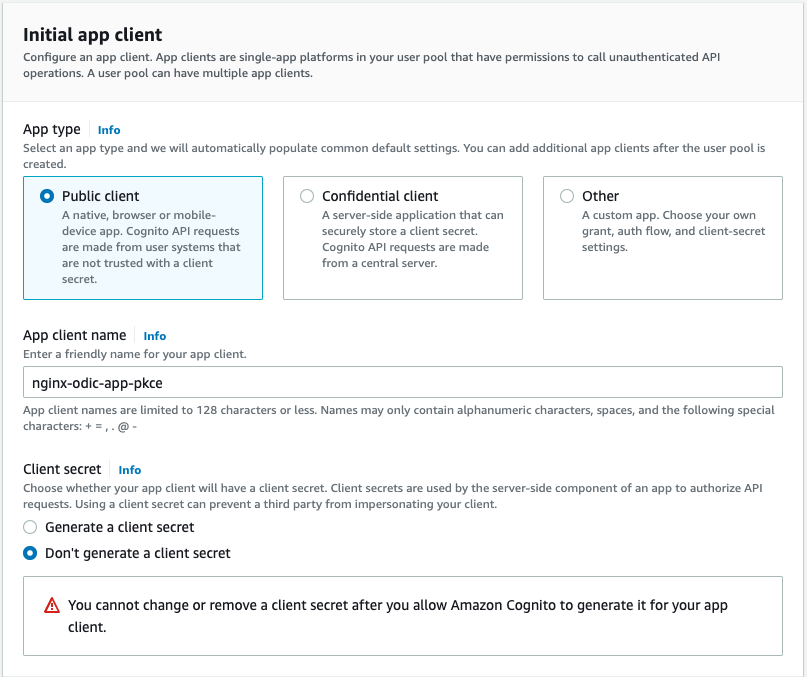 Initial app client
Configure an app client. App clients are single-app platforms in your user pool that have permissions to call unauthenticated API
operations. A user pool can have multiple app clients.
App type Info
Select an app type and we will automatically populate common default settings. You can add additional app clients after the user pool is
created.
Public client
A native, browser or mobile-
device app. Cognito API requests
are made from user systems that
are not trusted with a client
secret.
Confidential client
A server-side application that can
securely store a client secret.
Cognito API requests are made
from a central server.
Other
A custom app. Choose your own
grant, auth flow, and client-secret
settings.
App client name Info
Enter a friendly name for your app client.
nginx-odic-app-pkce
App client names are limited to 128 characters or less. Names may only contain alphanumeric characters, spaces, and the following special
characters: + = , . @ -
Client secret Info
Choose whether your app client will have a client secret. Client secrets are used by the server-side component of an app to authorize API
requests. Using a client secret can prevent a third party from impersonating your client.
Generate a client secret
Don't generate a client secret
You cannot change or remove a client secret after you allow Amazon Cognito to generate it for your app
client.